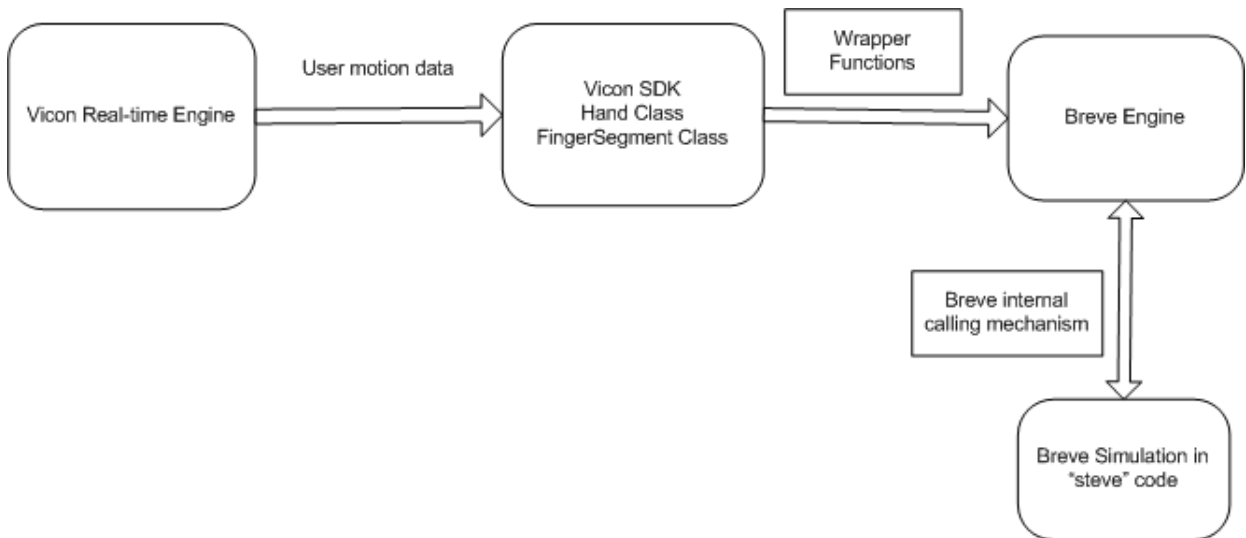 Vicon Real-time Engine
User motion data
Vicon SDK
Hand Class
FingerSegment Class
Wrapper
Functions
Breve Engine
Breve internal
calling mechanism
Breve Simulation in
“steve” code